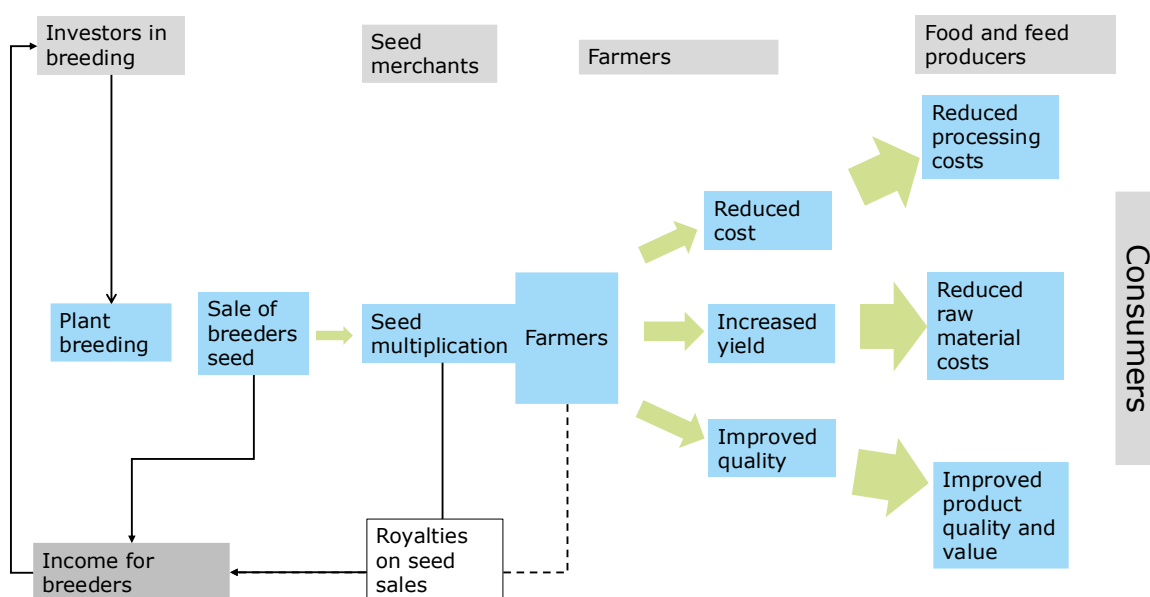 Investors in
breeding
Seed
merchants
Farmers
Food and feed
producers
Reduced
processing
costs
Reduced
cost
Consumers
Plant
breeding
Sale of
breeders
seed
Seed
multiplication
Farmers
Increased
yield
Reduced
raw
material
costs
Improved
quality
Improved
product
quality and
value
Income for
breeders
Royalties
on seed
sales